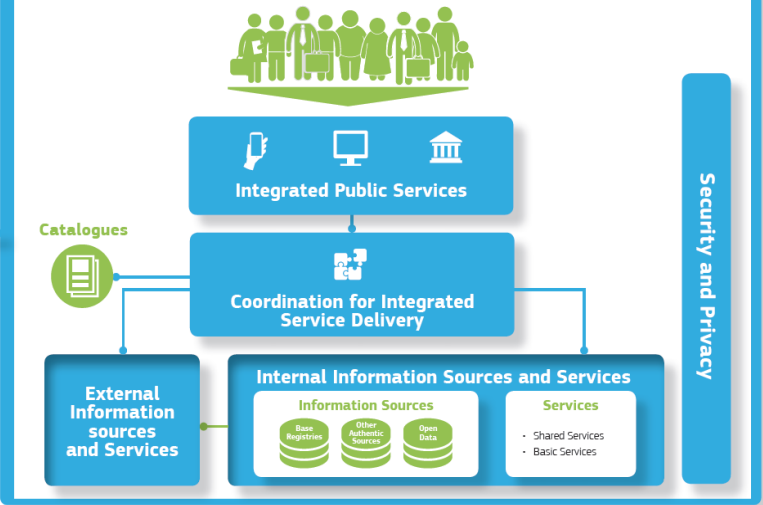 Integrated Public Services
Security and Privacy
Catalogues
Coordination for Integrated
Service Delivery
External
Information
sources
and Services
Internal Information Sources and Services
Information Sources
Base
Registries
Other
Authentic
Sources
Open
Data
Services
· Shared Services
· Basic Services